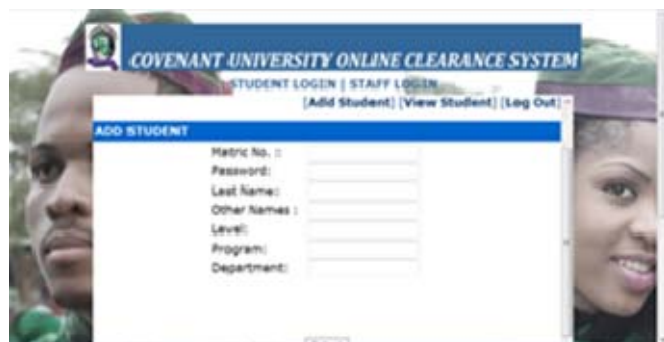 COVENANT UNIVERSITY ONLINE CLEARANCE SYSTEM
STUDENT LOGIN | STAFF LOGIN
[Add Student] [View Student] [Log Out]
ADD STUDENT
Matric No. :
Password:
Last Name:
Other Names :
Level:
Program:
Department: